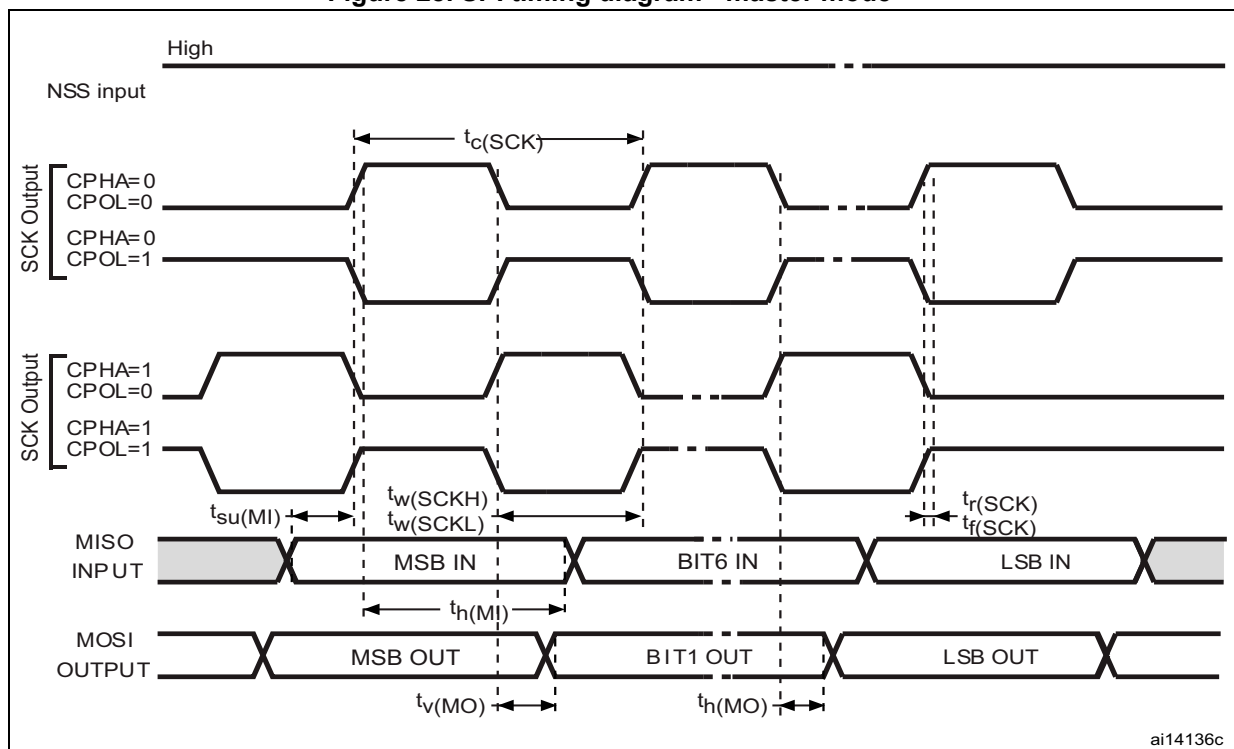 High
NSS input
tc(SCK)
SCK Output
CPHA=0
CPOL=0
CPHA=0
CPOL=1
SCK Output
CPHA=1
CPOL=0
CPHA=1
CPOL=1
tsu(MI)
tw(SCKH)
tw(SCKL)
tr(SCK)
tf(SCK)
MISO
INPUT
MSB IN
BIT6 IN
LSB IN
th(MI)
MOSI
OUTPUT
MSB OUT
BIT1 OUT
LSB OUT
tv(MO)
th(MO)
ai14136c